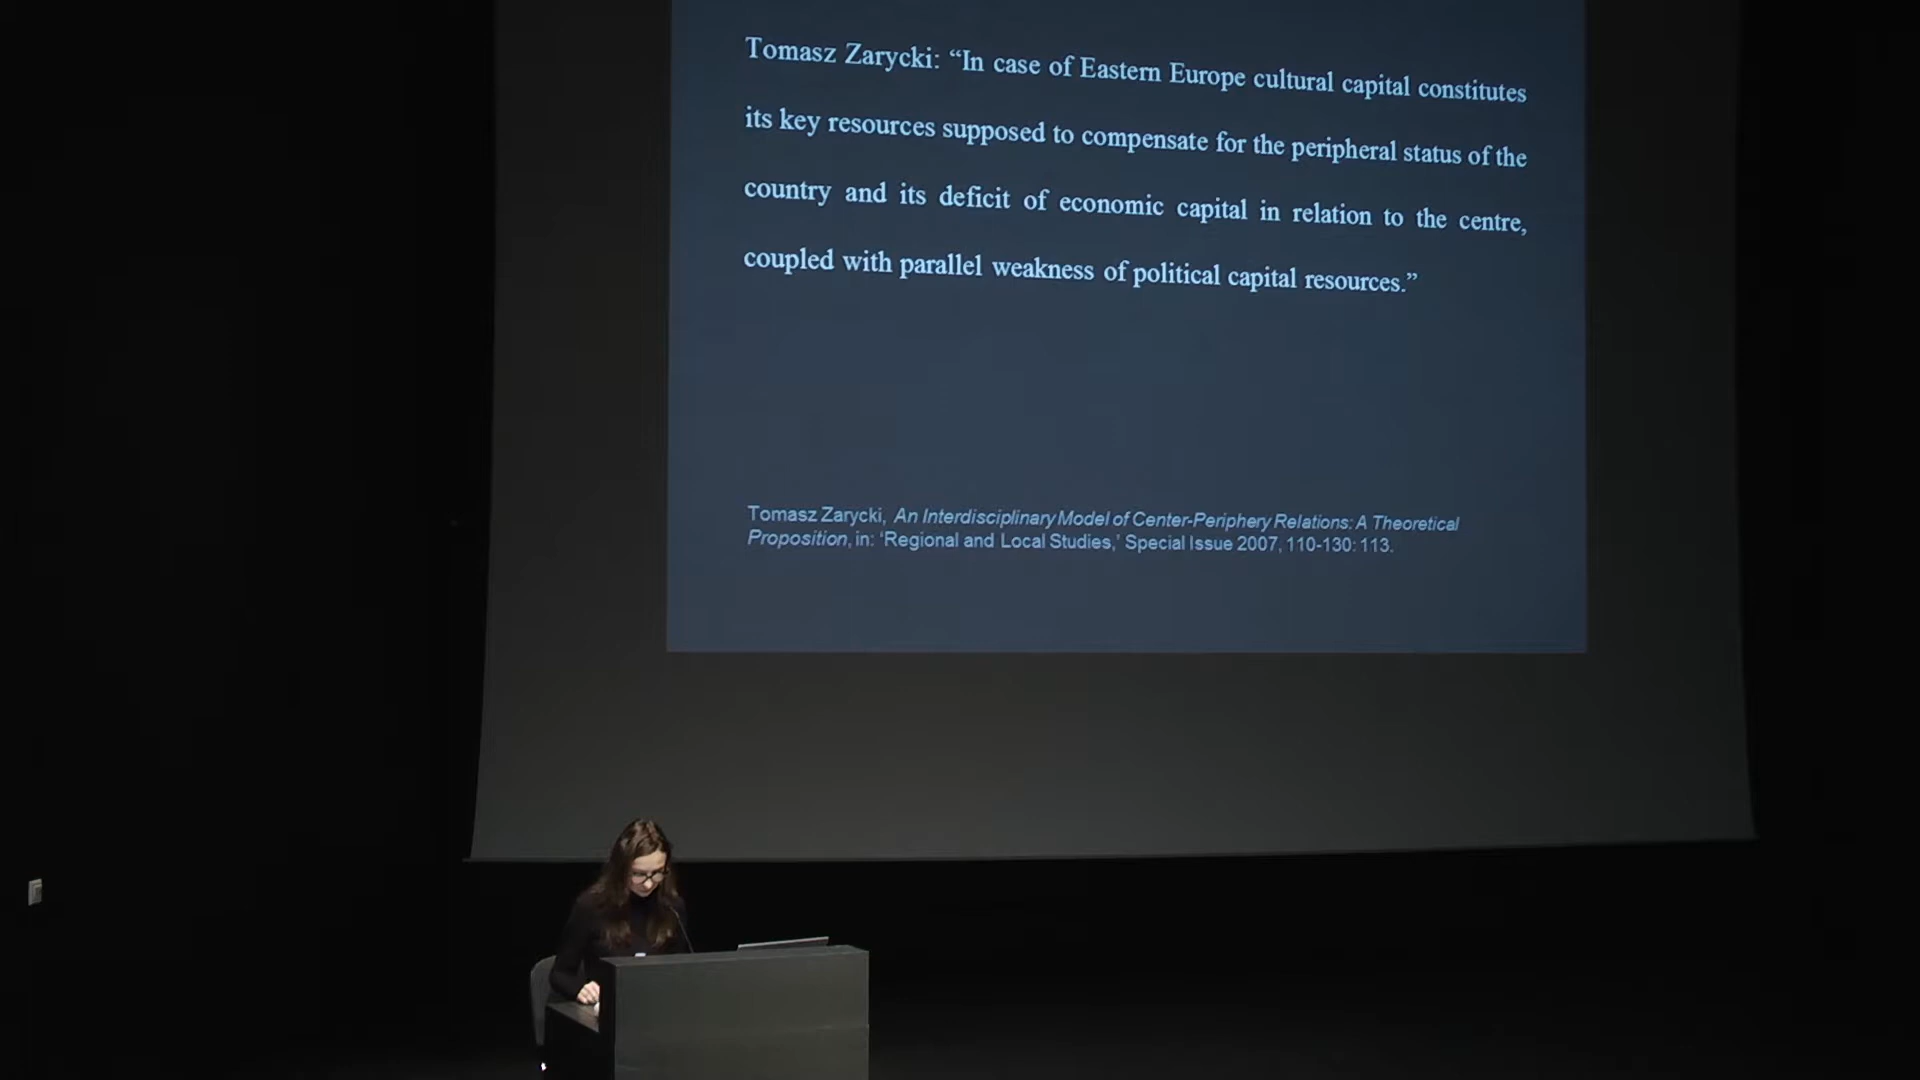 Tomasz Zarycki: “In case of Eastern Europe cultural capital constitutes
its key resources supposed to compensate for the peripheral status of the
country and its deficit of economic capital in relation to the centre,
coupled with parallel weakness of political capital resources.”
Tomasz Zarycki, An Interdisciplinary Model of Center-Periphery Relations: A Theoretical
Proposition, in: ‘Regional and Local Studies,’ Special Issue 2007, 110-130: 113.